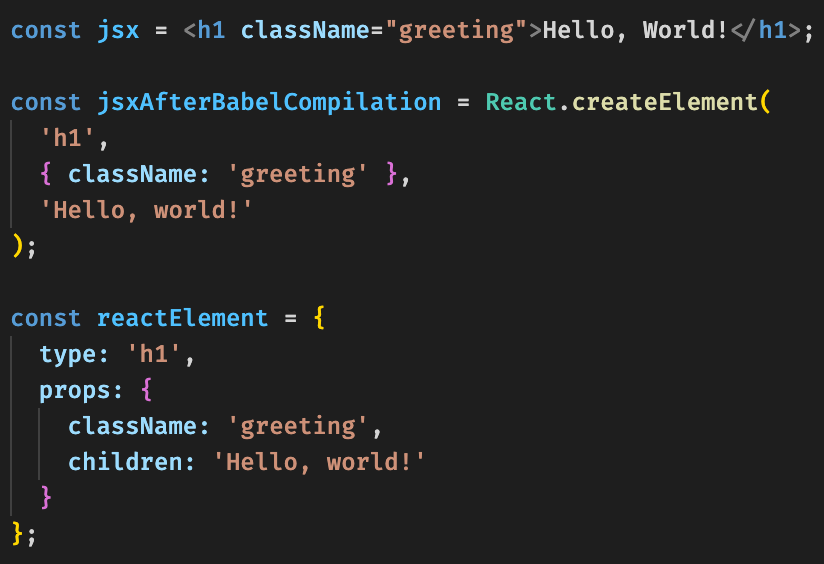 const jsx = <h1 className="greeting">Hello, World!</h1>;
const jsxAfterBabelCompilation = React.createElement(
'h1',
{ className: 'greeting' },
'Hello, world!'
);
const reactElement = {
type: 'h1',
props: {
className: 'greeting',
children: 'Hello, world!'
}
};